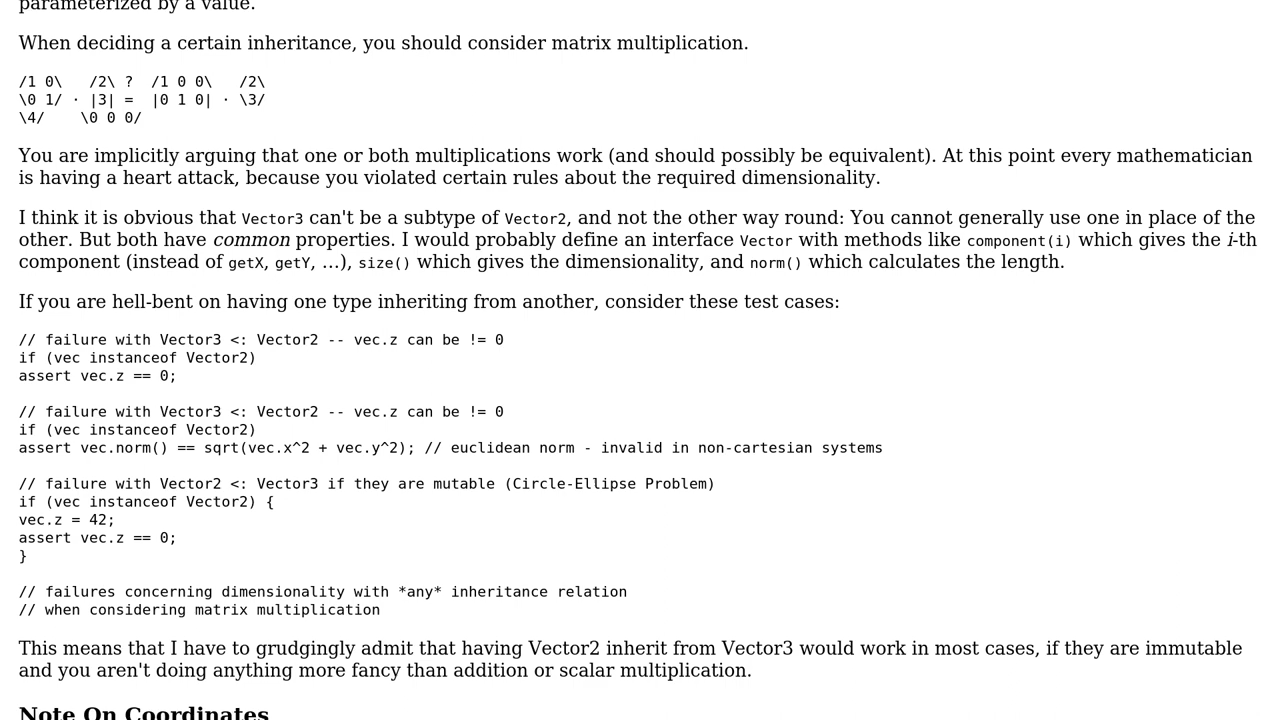 parameterized by a value.
When deciding a certain inheritance, you should consider matrix multiplication.
/1 0\   /2\ ?  /1 0 0\   /2\
\0 1/ · |3| =  |0 1 0| · \3/
\4/    \0 0 0/
You are implicitly arguing that one or both multiplications work (and should possibly be equivalent). At this point every mathematician
is having a heart attack, because you violated certain rules about the required dimensionality.
I think it is obvious that Vector3 can't be a subtype of Vector2, and not the other way round: You cannot generally use one in place of the
other. But both have common properties. I would probably define an interface Vector with methods like component(i) which gives the i-th
component (instead of getX, getY, …), size() which gives the dimensionality, and norm() which calculates the length.
If you are hell-bent on having one type inheriting from another, consider these test cases:
// failure with Vector3 <: Vector2 -- vec.z can be != 0
if (vec instanceof Vector2)
assert vec.z == 0;
// failure with Vector3 <: Vector2 -- vec.z can be != 0
if (vec instanceof Vector2)
assert vec.norm() == sqrt(vec.x^2 + vec.y^2); // euclidean norm - invalid in non-cartesian systems
// failure with Vector2 <: Vector3 if they are mutable (Circle-Ellipse Problem)
if (vec instanceof Vector2) {
vec.z = 42;
assert vec.z == 0;
}
// failures concerning dimensionality with *any* inheritance relation
// when considering matrix multiplication
This means that I have to grudgingly admit that having Vector2 inherit from Vector3 would work in most cases, if they are immutable
and you aren't doing anything more fancy than addition or scalar multiplication.
Note On Coordinates